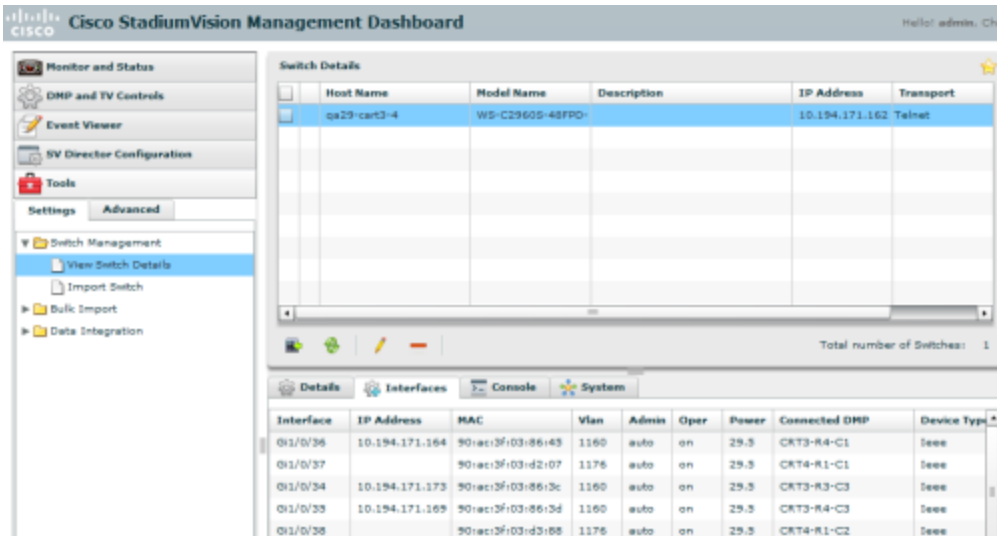 CISCO
Cisco StadiumVision Management Dashboard
Hello! admin. Ch
Monitor and Status
DMP and TV Controls
Event Viewer
SV Director Configuration
Tools
Settings Advanced
Switch Management
View Switch Details
Import Switch
Bulk Import
Data Integration
Switch Details
Host Name Model Name Description IP Address Transport
qa29-cart3-4 WS-C2960S-48FPD- 10.194.171.162 Telnet
Total number of Switches: 1
Details Interfaces Console System
Interface IP Address MAC Vlan Admin Oper Power Connected DMP Device Type
Gi1/0/36 10.194.171.164 90:ac:3f:03:86:45 1160 auto on 29.5 CRT3-R4-C1 Ieee
Gi1/0/37 90:ac:3f:03:d2:07 1176 auto on 29.5 CRT4-R1-C1 Ieee
Gi1/0/34 10.194.171.173 90:ac:3f:03:86:3c 1160 auto on 29.5 CRT3-R3-C3 Ieee
Gi1/0/35 10.194.171.169 90:ac:3f:03:86:3d 1160 auto on 29.5 CRT3-R4-C3 Ieee
Gi1/0/38 90:ac:3f:03:d3:88 1176 auto on 29.5 CRT4-R1-C2 Ieee